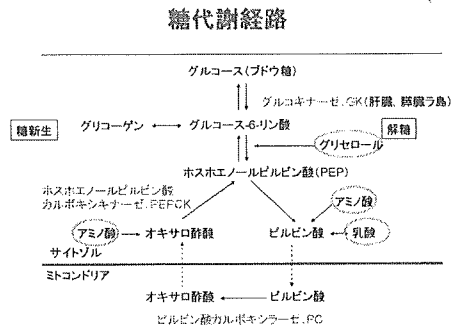 糖代謝経路
グルコース(ブドウ糖)
グルコキナーゼ、GK(肝臓、膵臓ラ島)
糖新生
グリコーゲン
グルコース-6-リン酸
解糖
グリセロール
ホスホエノールピルビン酸(PEP)
ホスホエノールピルビン酸
カルボキシキナーゼ、PEPCK
アミノ酸
アミノ酸
オキサロ酢酸
ピルビン酸
乳酸
サイトゾル
ミトコンドリア
オキサロ酢酸
ピルビン酸
ピルビン酸カルボキシラーゼ、PC